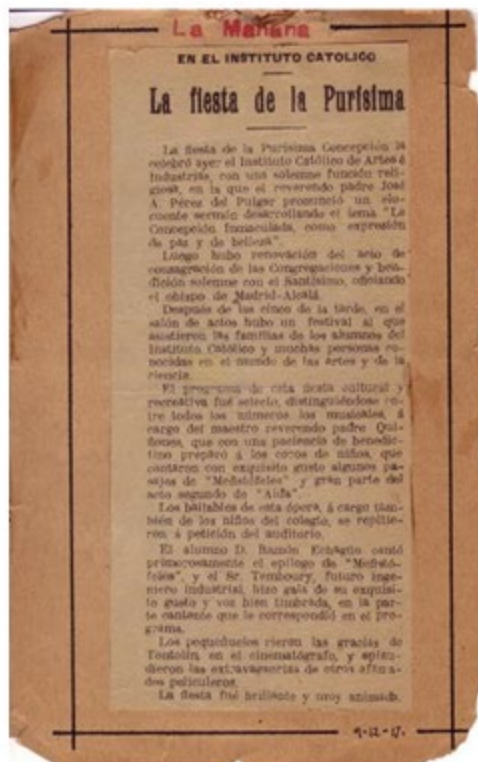 La Mañana
EN EL INSTITUTO CATOLICO
La fiesta de la Purísima
La fiesta de la Purísima Concepción la
celebró ayer el Instituto Católico de Artes é
Industrias, con una solemne función reli-
giosa, en la que el reverendo padre José
A. Pérez del Pulgar pronunció un elo-
cuente sermón desarrollando el tema "La
Concepción Inmaculada, como expresión
de paz y de belleza".
Luego hubo renovación del acto de
consagración de las Congregaciones y ben-
dición solemne con el Santísimo, oficiando
el obispo de Madrid-Alcalá.
Después de las cinco de la tarde, en el
salón de actos hubo un festival al que
asistieron las familias de los alumnos del
Instituto Católico y muchas personas co-
nocidas en el mundo de las artes y de la
ciencia.
El programa de esta fiesta cultural y
recreativa fué selecto, distinguiéndose en-
tre todos los números los musicales, á
cargo del maestro reverendo padre Qui-
ñones, que con una paciencia de benedic-
tino preparó á los coros de niños, que
cantaron con exquisito gusto algunos pa-
sajes de "Mefistófeles" y gran parte del
acto segundo de "Aida".
Los bailables de esta ópera, á cargo tam-
bién de los niños del colegio, se repitie-
ron á petición del auditorio.
El alumno D. Ramón Echagüe cantó
primorosamente el epílogo de "Mefistó-
feles", y el Sr. Temboury, futuro inge-
niero industrial, hizo gala de su exquisi-
to gusto y voz bien timbrada, en la par-
te cantante que le correspondió en el pro-
grama.
Los pequeñuelos rieron las gracias de
Tontolín, en el cinematógrafo, y aplau-
dieron las extravagancias de otros afama-
dos peliculeros.
La fiesta fué brillante y muy animada.
9-12-17.